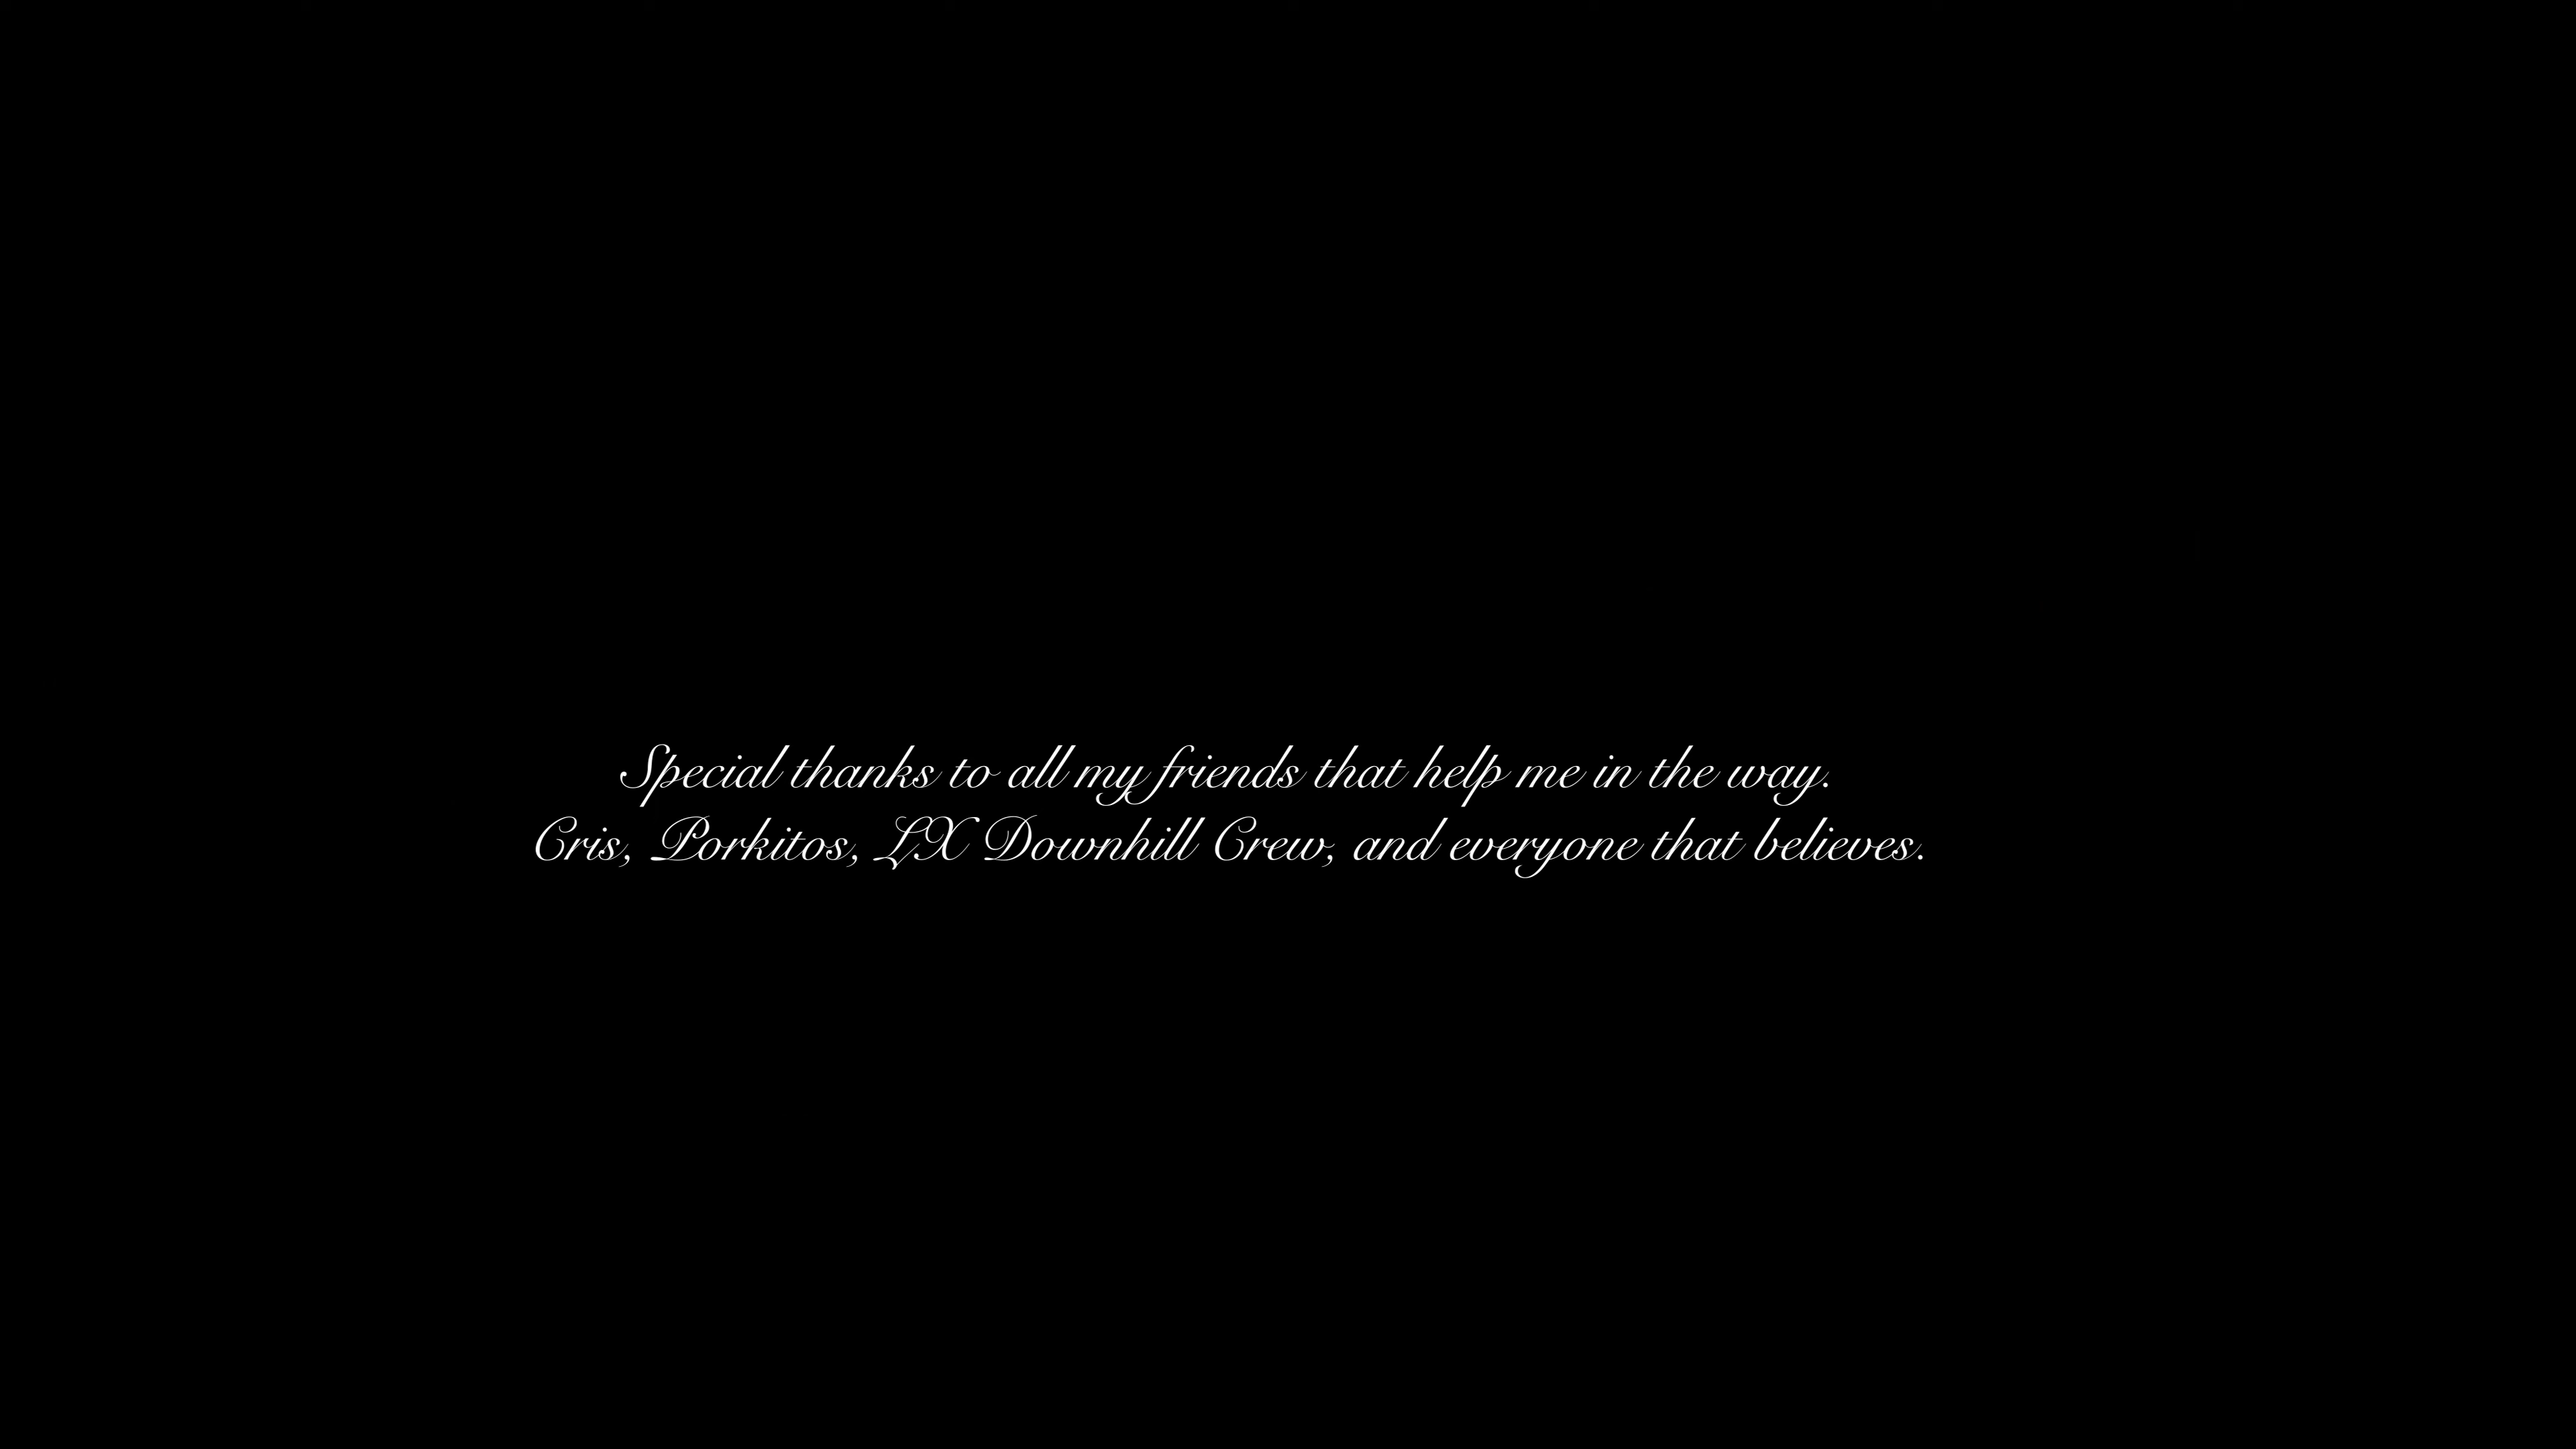 Special thanks to all my friends that help me in the way.
Cris, Porkitos, LX Downhill Crew, and everyone that believes.